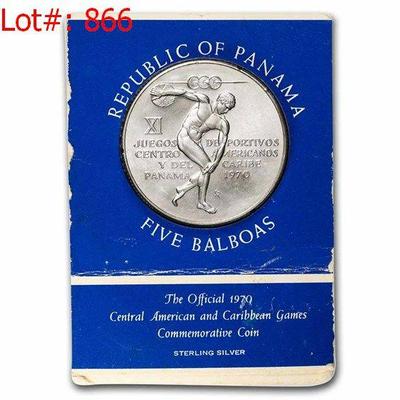 Lot#: 866
REPUBLIC OF PANAMA
XI
JUEGOS DEPORTIVOS
CENTRO AMERICANOS
Y DEL CARIBE
PANAMA 1970
FIVE BALBOAS
The Official 1970
Central American and Caribbean Games
Commemorative Coin
STERLING SILVER